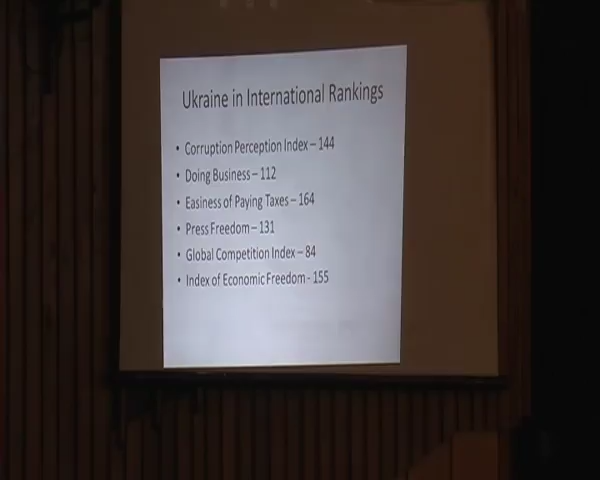 Ukraine in International Rankings
• Corruption Perception Index – 144
• Doing Business – 112
• Easiness of Paying Taxes – 164
• Press Freedom – 131
• Global Competition Index – 84
• Index of Economic Freedom - 155